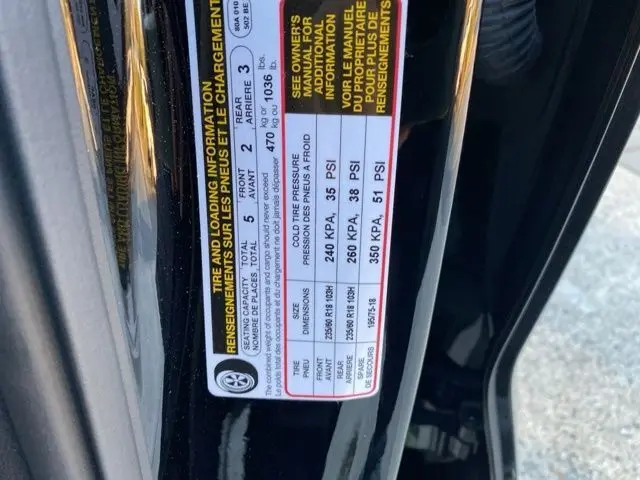 TIRE AND LOADING INFORMATION
RENSEIGNEMENTS SUR LES PNEUS ET LE CHARGEMENT
SEATING CAPACITY TOTAL 5 FRONT 2 REAR 3
NOMBRE DE PLACES TOTAL AVANT ARRIERE
The combined weight of occupants and cargo should never exceed 470 kg or 1036 lbs.
Le poids total des occupants et du chargement ne doit jamais dépasser kg ou lb.
TIRE SIZE COLD TIRE PRESSURE
PNEU DIMENSIONS PRESSION DES PNEUS A FROID
FRONT
AVANT 235/60 R18 103H 240 KPA, 35 PSI
REAR
ARRIERE 235/60 R18 103H 260 KPA, 38 PSI
SPARE
DE SECOURS 195/75-18 350 KPA, 51 PSI
SEE OWNER'S
MANUAL FOR
ADDITIONAL
INFORMATION
VOIR LE MANUEL
DU PROPRIETAIRE
POUR PLUS DE
RENSEIGNEMENTS
80A 010
502 BE